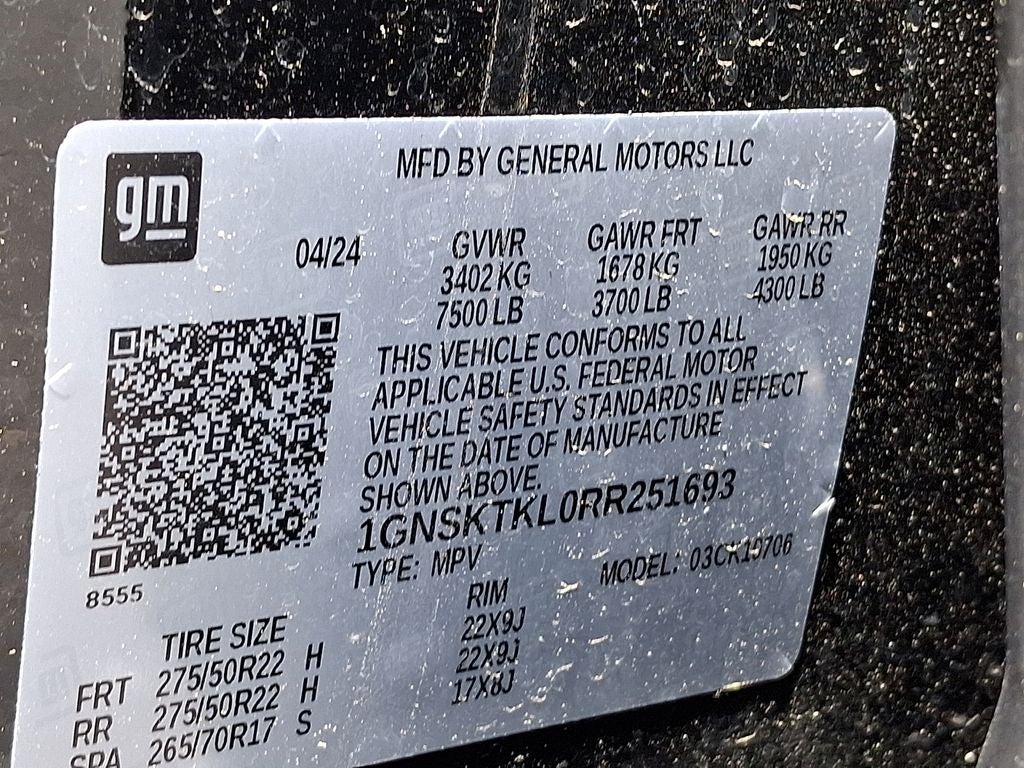 gm
MFD BY GENERAL MOTORS LLC
04/24
GVWR GAWR FRT GAWR RR
3402 KG 1678 KG 1950 KG
7500 LB 3700 LB 4300 LB
THIS VEHICLE CONFORMS TO ALL
APPLICABLE U.S. FEDERAL MOTOR
VEHICLE SAFETY STANDARDS IN EFFECT
ON THE DATE OF MANUFACTURE
SHOWN ABOVE.
1GNSKTKL0RR251693
TYPE: MPV MODEL: 03CK10706
8555
TIRE SIZE RIM
FRT 275/50R22 H 22X9J
RR 275/50R22 H 22X9J
SPA 265/70R17 S 17X8J